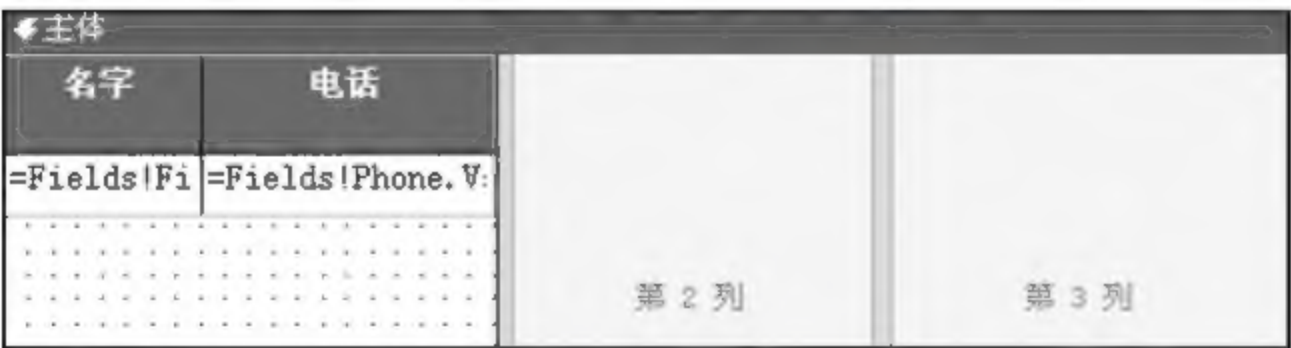 主体
名字 电话
=Fields!Fi =Fields!Phone.V
第 2 列 第 3 列